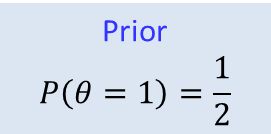 Prior
P(θ = 1) = 1/2